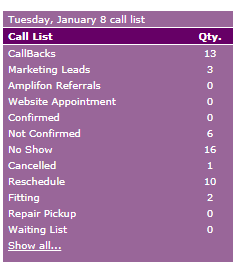 Tuesday, January 8 call list
Call List Qty.
CallBacks 13
Marketing Leads 3
Amplifon Referrals 0
Website Appointment 0
Confirmed 0
Not Confirmed 6
No Show 16
Cancelled 1
Reschedule 10
Fitting 2
Repair Pickup 0
Waiting List 0
Show all...